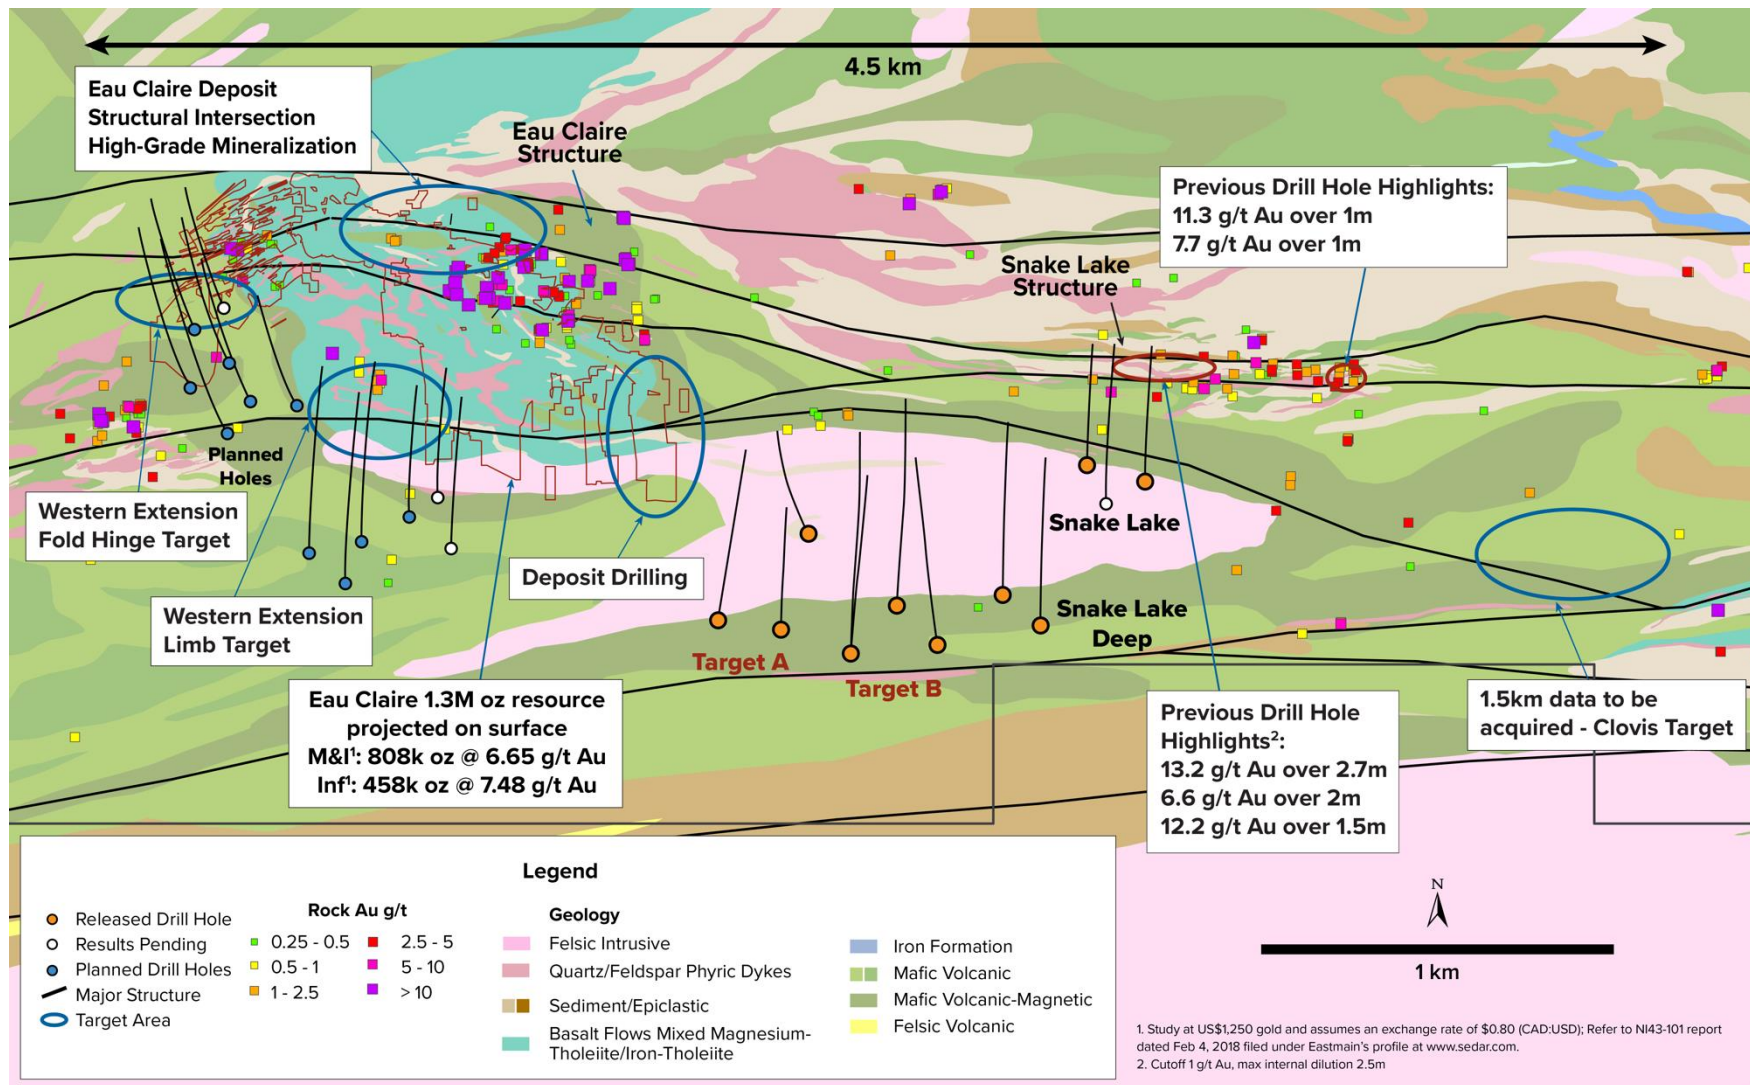 4.5 km
Eau Claire Deposit
Structural Intersection
High-Grade Mineralization
Eau Claire
Structure
Previous Drill Hole Highlights:
11.3 g/t Au over 1m
7.7 g/t Au over 1m
Snake Lake
Structure
Planned
Holes
Western Extension
Fold Hinge Target
Snake Lake
Deposit Drilling
Western Extension
Limb Target
Snake Lake
Deep
Target A
Target B
Eau Claire 1.3M oz resource
projected on surface
M&I¹: 808k oz @ 6.65 g/t Au
Inf¹: 458k oz @ 7.48 g/t Au
Previous Drill Hole
Highlights²:
13.2 g/t Au over 2.7m
6.6 g/t Au over 2m
12.2 g/t Au over 1.5m
1.5km data to be
acquired - Clovis Target
Legend
Released Drill Hole
Results Pending
Planned Drill Holes
Major Structure
Target Area
Rock Au g/t
0.25 - 0.5
0.5 - 1
1 - 2.5
2.5 - 5
5 - 10
> 10
Geology
Felsic Intrusive
Quartz/Feldspar Phyric Dykes
Sediment/Epiclastic
Basalt Flows Mixed Magnesium-
Tholeiite/Iron-Tholeiite
Iron Formation
Mafic Volcanic
Mafic Volcanic-Magnetic
Felsic Volcanic
N
1 km
1. Study at US$1,250 gold and assumes an exchange rate of $0.80 (CAD:USD); Refer to NI43-101 report
dated Feb 4, 2018 filed under Eastmain's profile at www.sedar.com.
2. Cutoff 1 g/t Au, max internal dilution 2.5m